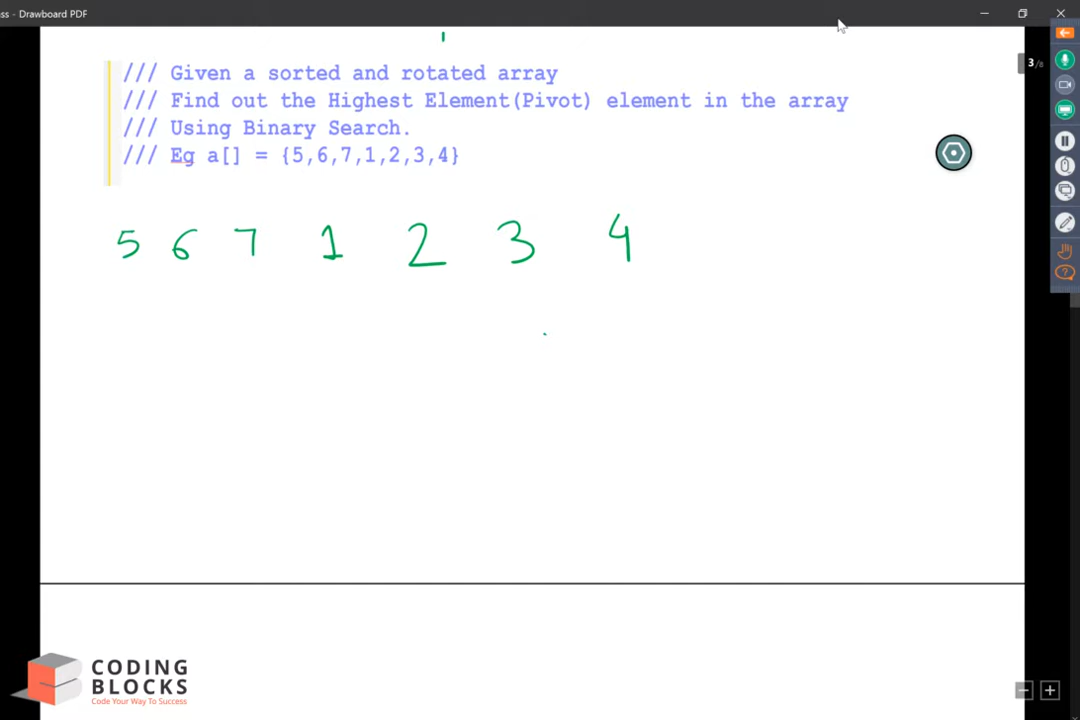 ss - Drawboard PDF
/// Given a sorted and rotated array
/// Find out the Highest Element(Pivot) element in the array
/// Using Binary Search.
/// Eg a[] = {5,6,7,1,2,3,4}
3/8
5 6 7 1 2 3 4
CODING
BLOCKS
Code Your Way To Success